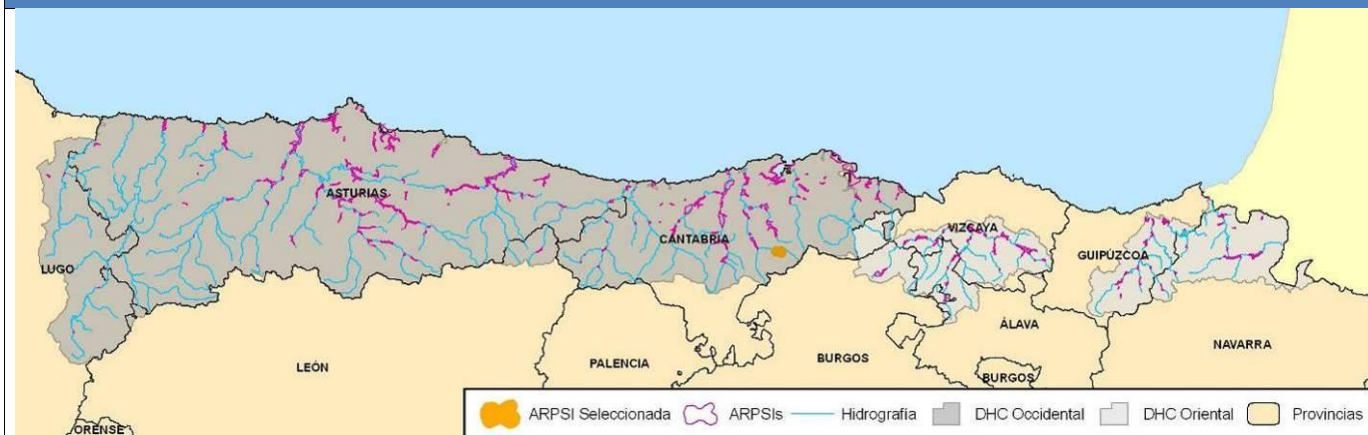 ASTURIAS
CANTABRIA
VIZCAYA
GUIPÚZCOA
LUGO
ÁLAVA
NAVARRA
LEÓN
PALENCIA
BURGOS
BURGOS
ORENSE
ARPSI Seleccionada ARPSIs Hidrografía DHC Occidental DHC Oriental Provincias